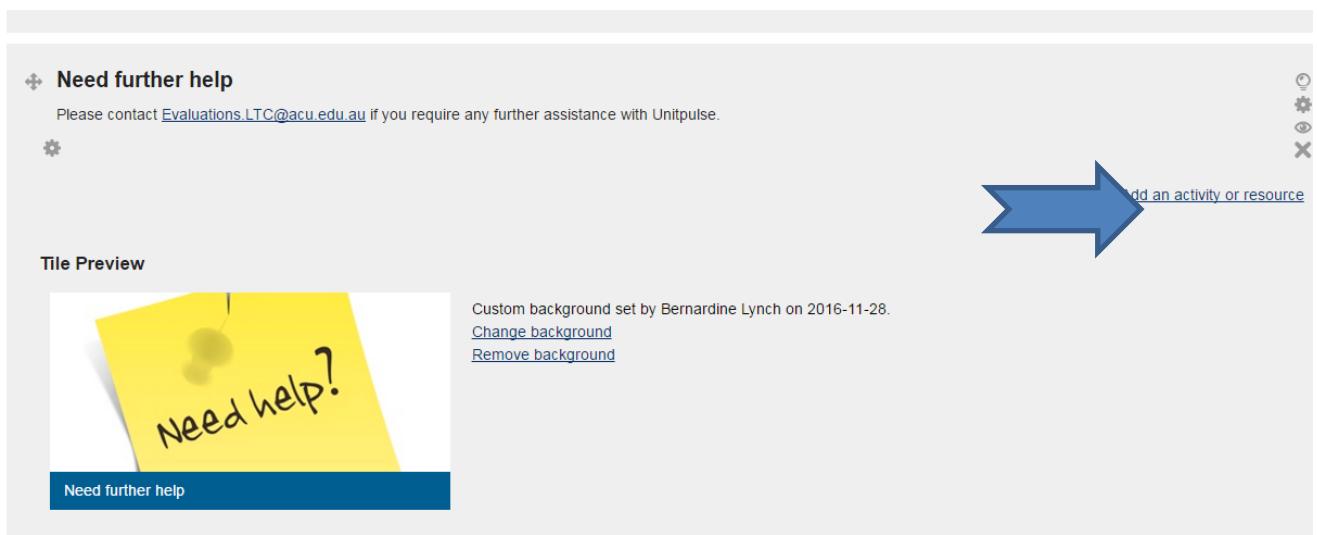 Need further help
Please contact Evaluations.LTC@acu.edu.au if you require any further assistance with Unitpulse.
Add an activity or resource
Tile Preview
Custom background set by Bernardine Lynch on 2016-11-28.
Change background
Remove background
Need help?
Need further help